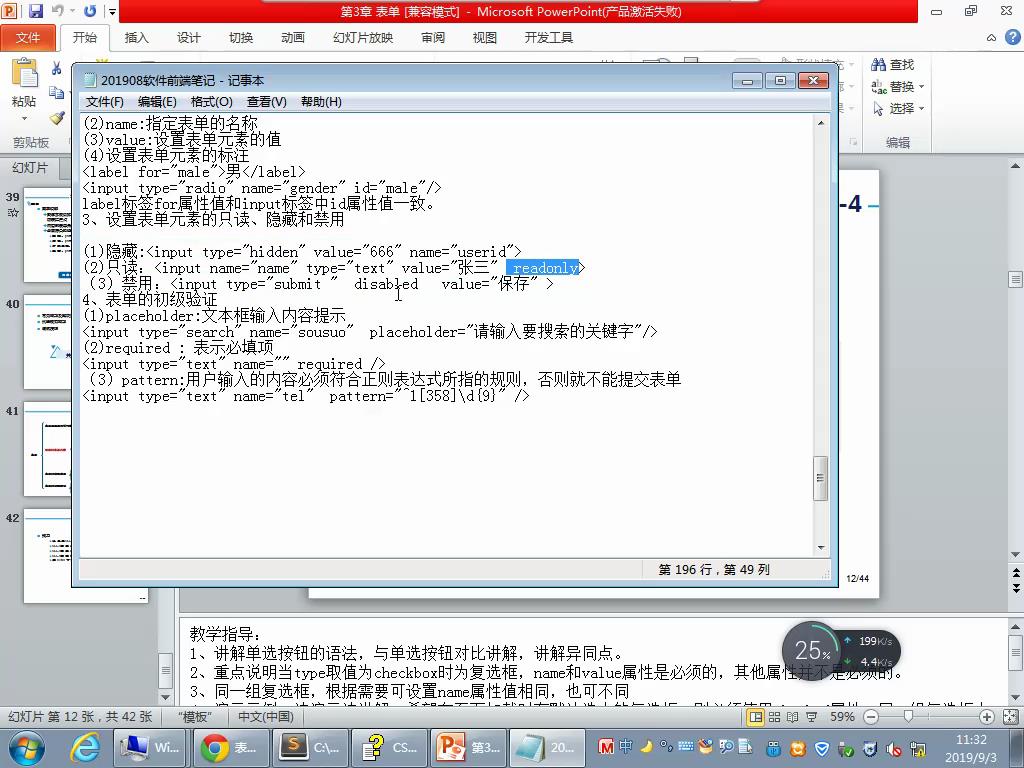 第3章 表单 [兼容模式] - Microsoft PowerPoint(产品激活失败)
文件 开始 插入 设计 切换 动画 幻灯片放映 审阅 视图 开发工具
粘贴
剪贴板
查找
替换
选择
编辑
幻灯片
201908软件前端笔记 - 记事本
文件(F) 编辑(E) 格式(O) 查看(V) 帮助(H)
(2)name:指定表单的名称
(3)value:设置表单元素的值
(4)设置表单元素的标注
<label for="male">男</label>
<input type="radio" name="gender" id="male"/>
label标签for属性值和input标签中id属性值一致。
3、设置表单元素的只读、隐藏和禁用
(1)隐藏:<input type="hidden" value="666" name="userid">
(2)只读：<input name="name" type="text" value="张三"  readonly>
（3）禁用：<input type="submit "  disabled   value="保存" >
4、表单的初级验证
(1)placeholder:文本框输入内容提示
<input type="search" name="sousuo"  placeholder="请输入要搜索的关键字"/>
(2)required : 表示必填项
<input type="text" name="" required />
（3）pattern:用户输入的内容必须符合正则表达式所指的规则，否则就不能提交表单
<input type="text" name="tel"  pattern="^1[358]\d{9}" />
第 196 行，第 49 列
39
40
41
42
-4
12/44
教学指导：
1、讲解单选按钮的语法，与单选按钮对比讲解，讲解异同点。
2、重点说明当type取值为checkbox时为复选框，name和value属性是必须的，其他属性并不是必须的。
3、同一组复选框，根据需要可设置name属性值相同，也可不同
25%
199K/s
4.4K/s
幻灯片 第 12 张，共 42 张 "模板" 中文(中国) 59%
Wi... 表... C:\... CS... 第3... 20...
中
11:32
2019/9/3